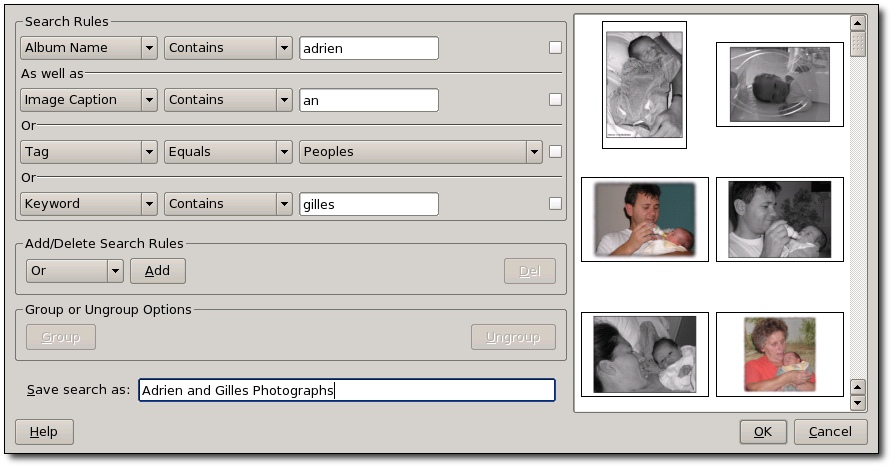 Search Rules
Album Name Contains adrien
As well as
Image Caption Contains an
Or
Tag Equals Peoples
Or
Keyword Contains gilles
Add/Delete Search Rules
Or Add Del
Group or Ungroup Options
Group Ungroup
Save search as: Adrien and Gilles Photographs
Help OK Cancel